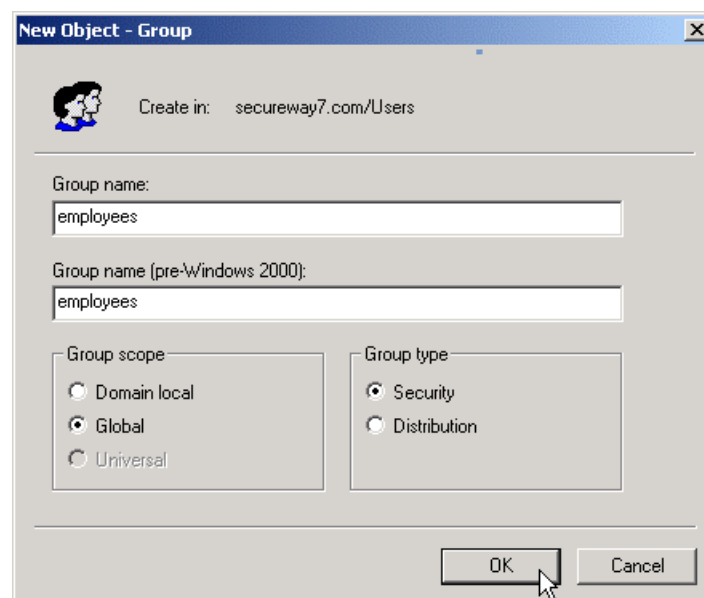 New Object - Group
Create in: secureway7.com/Users
Group name:
employees
Group name (pre-Windows 2000):
employees
Group scope
Domain local
Global
Universal
Group type
Security
Distribution
OK Cancel